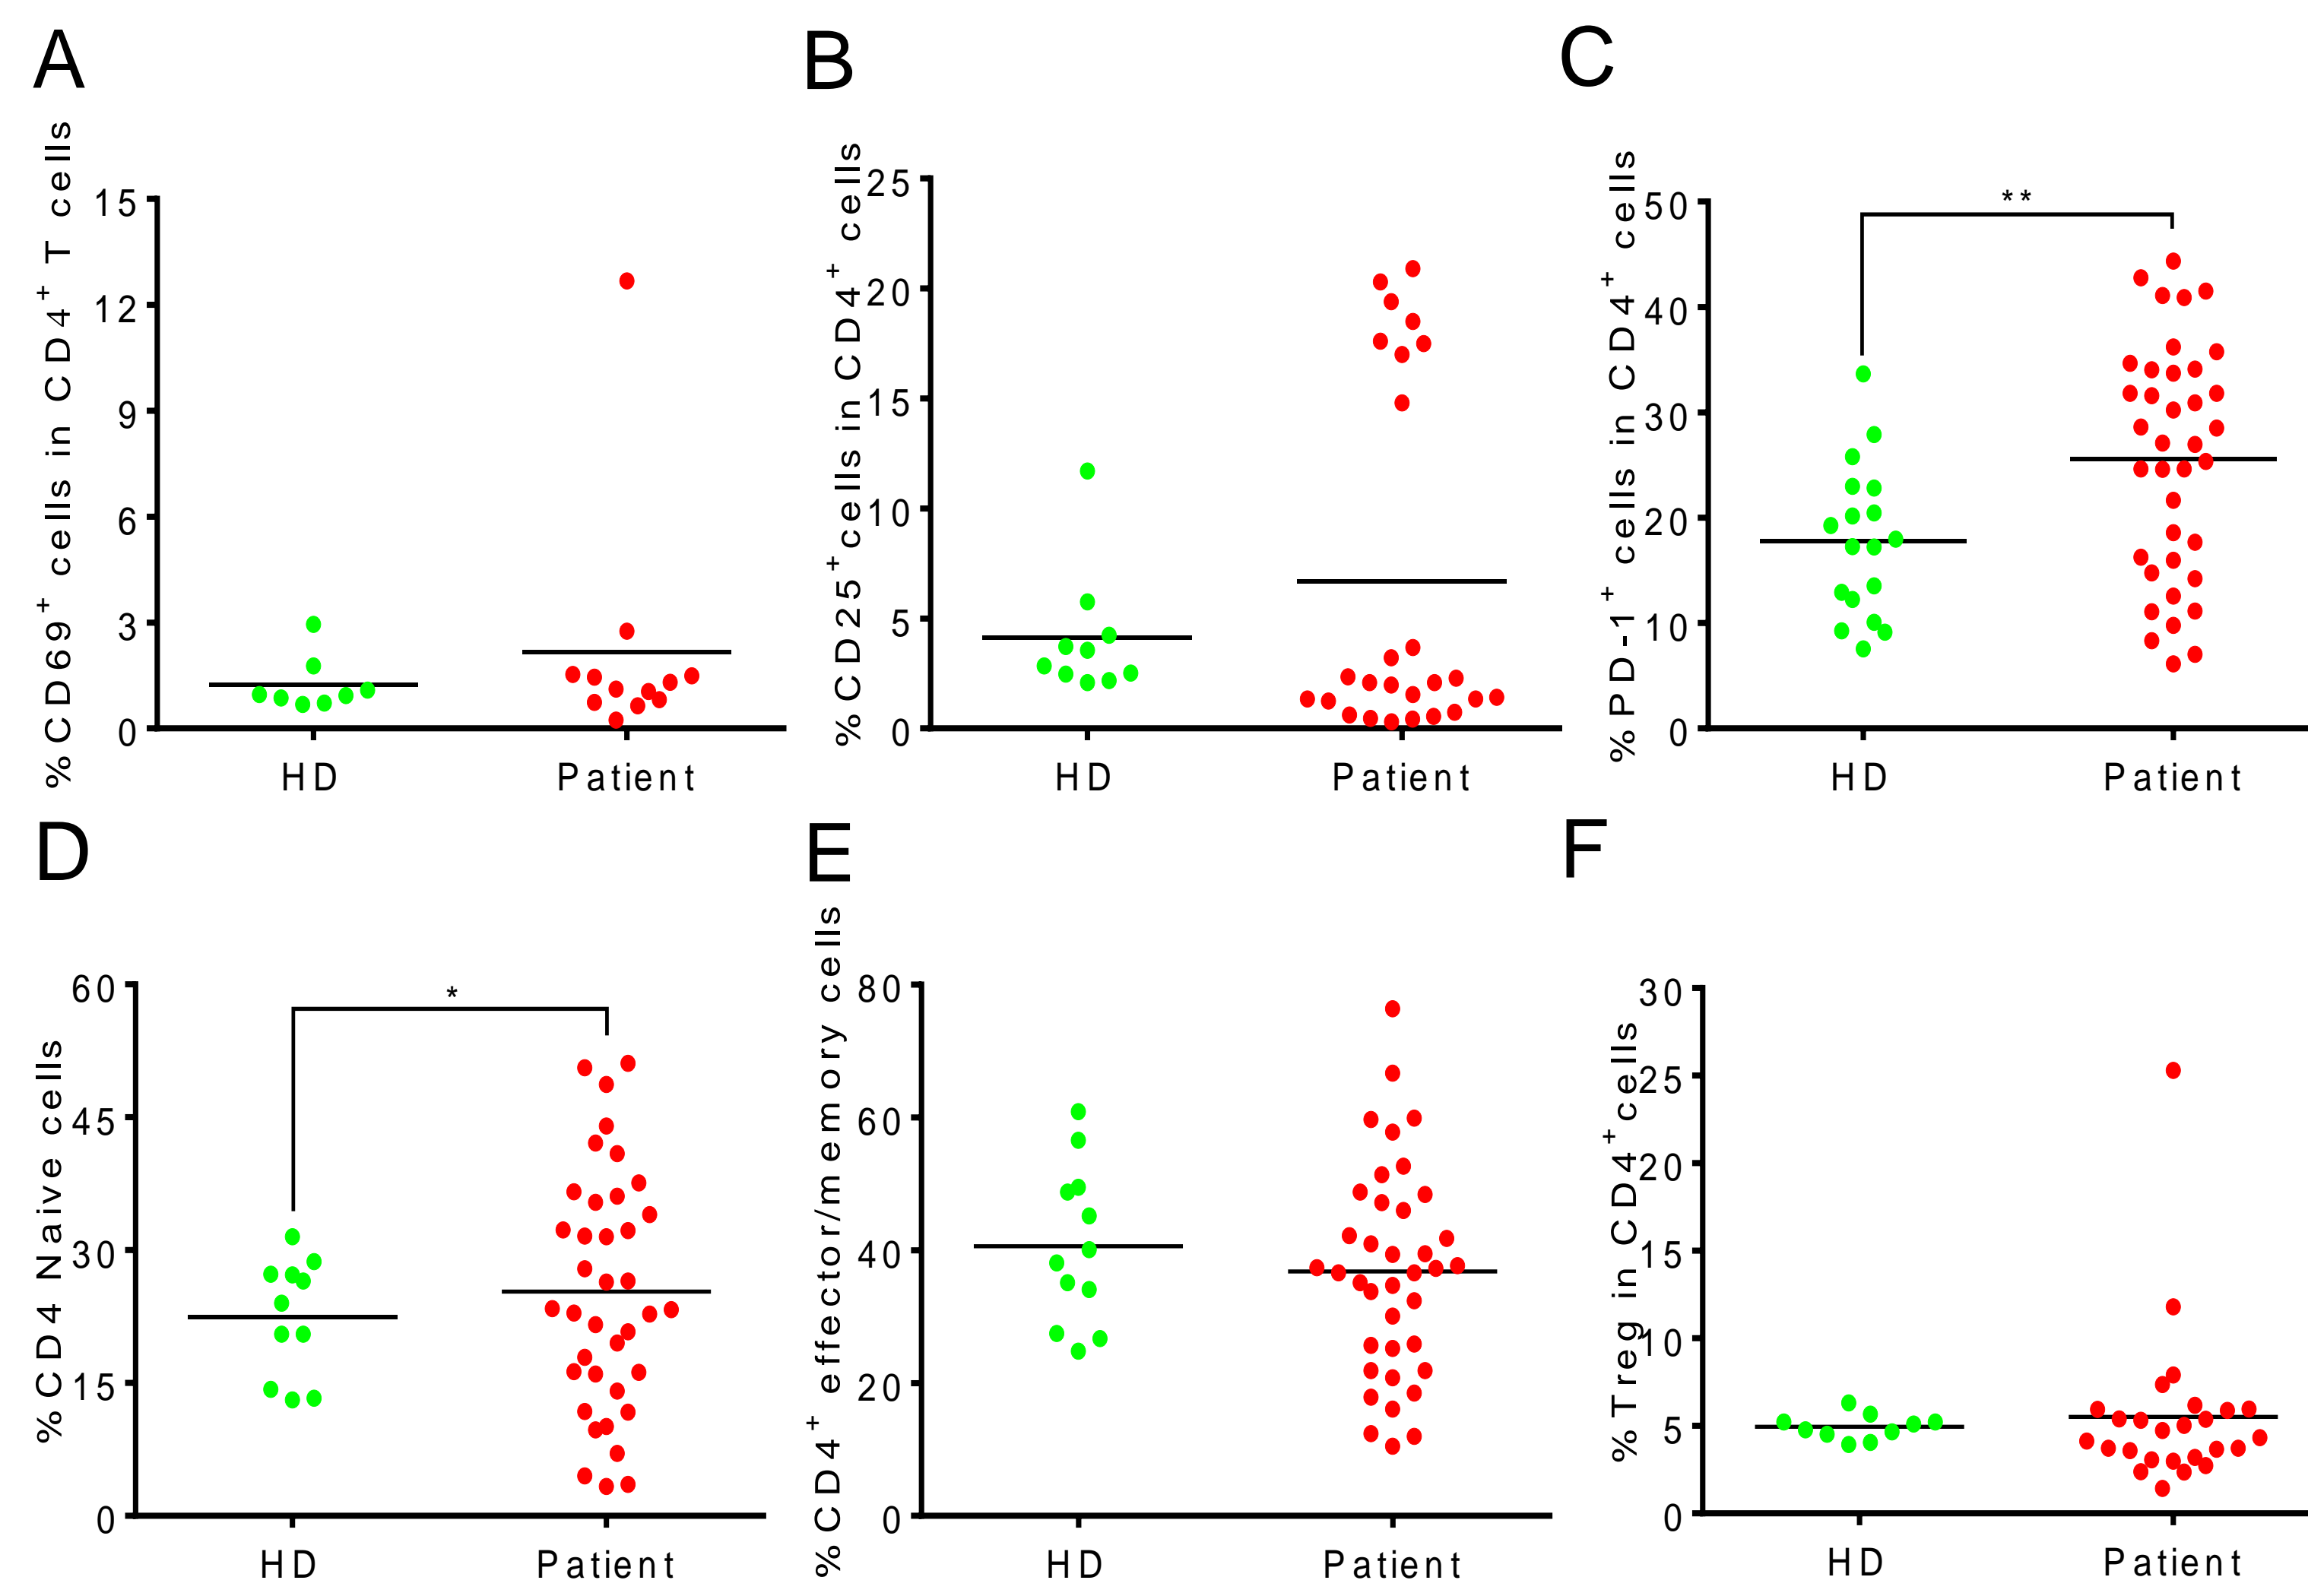 A
%CD69+ cells in CD4+ T cells
15
12
9
6
3
0
HD
Patient
B
%CD25+cells in CD4+ cells
25
20
15
10
5
0
HD
Patient
C
%PD-1+ cells in CD4+ cells
50
40
30
20
10
0
**
HD
Patient
D
%CD4 Naive cells
60
45
30
15
0
*
HD
Patient
E
%CD4+ effector/memory cells
80
60
40
20
0
HD
Patient
F
% Treg in CD4+cells
30
25
20
15
10
5
0
HD
Patient